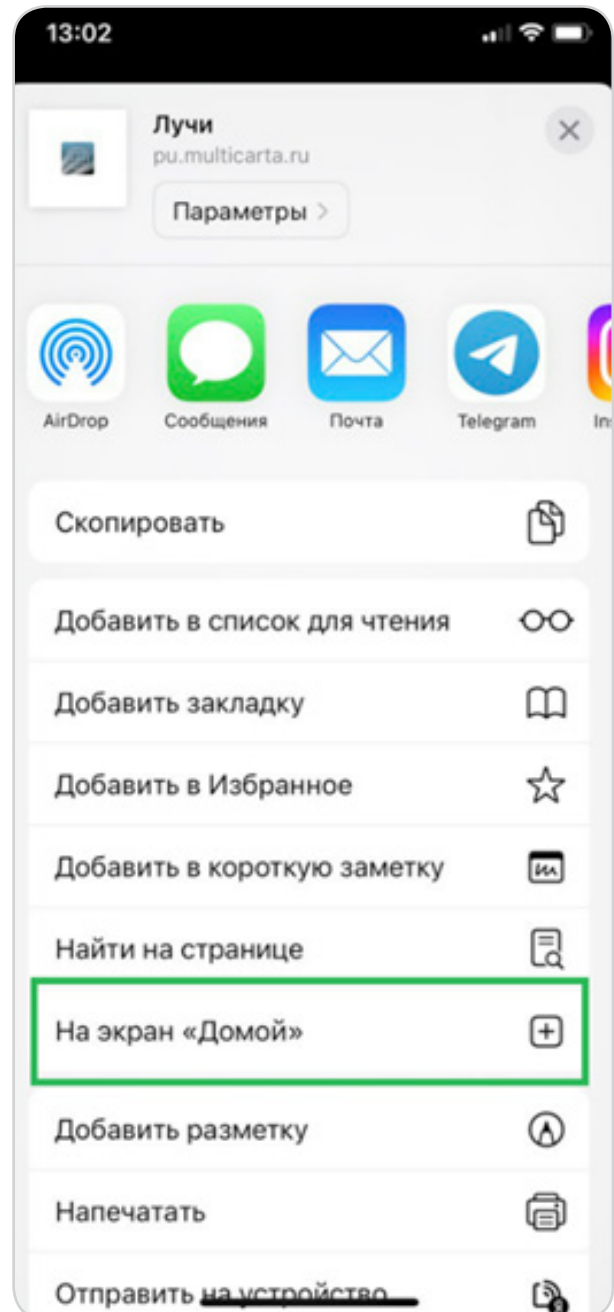 13:02
Лучи
pu.multicarta.ru
Параметры >
AirDrop
Сообщения
Почта
Telegram
Ins
Скопировать
Добавить в список для чтения
Добавить закладку
Добавить в Избранное
Добавить в короткую заметку
Найти на странице
На экран «Домой»
Добавить разметку
Напечатать
Отправить на устройство